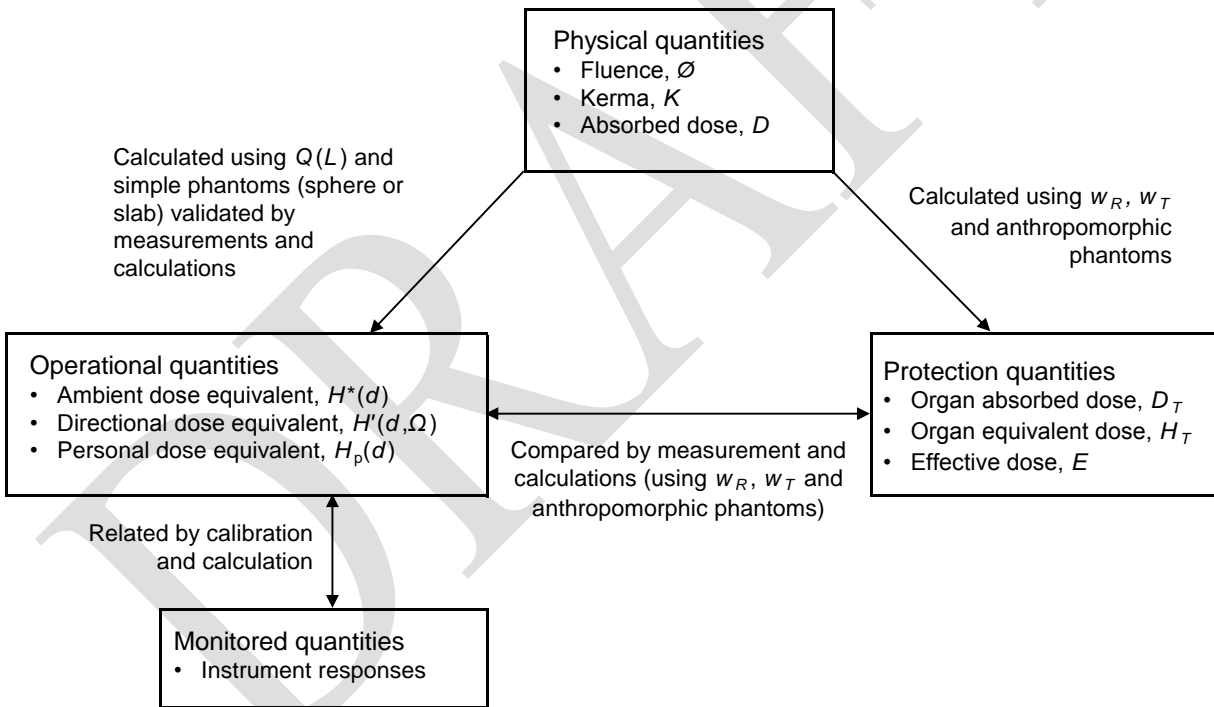 Physical quantities
• Fluence, Ø
• Kerma, K
• Absorbed dose, D
Calculated using Q(L) and
simple phantoms (sphere or
slab) validated by
measurements and
calculations
Calculated using w_R, w_T
and anthropomorphic
phantoms
Operational quantities
• Ambient dose equivalent, H*(d)
• Directional dose equivalent, H'(d,Ω)
• Personal dose equivalent, H_p(d)
Protection quantities
• Organ absorbed dose, D_T
• Organ equivalent dose, H_T
• Effective dose, E
Compared by measurement and
calculations (using w_R, w_T and
anthropomorphic phantoms)
Related by calibration
and calculation
Monitored quantities
• Instrument responses
DRAFT